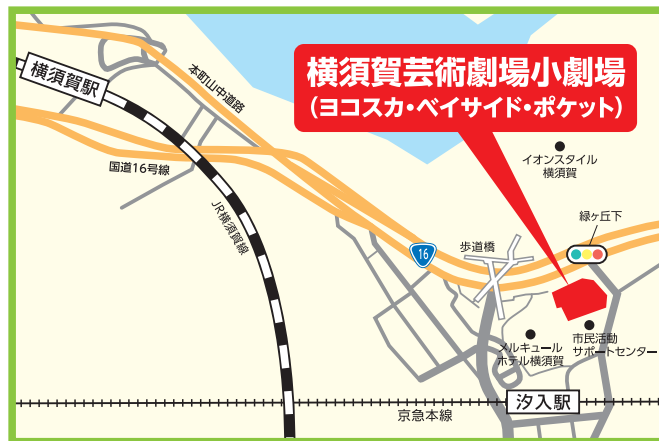 横須賀駅
本町山中道路
横須賀芸術劇場小劇場
(ヨコスカ・ベイサイド・ポケット)
国道16号線
イオンスタイル
横須賀
JR横須賀線
緑ヶ丘下
歩道橋
16
市民活動
サポートセンター
メルキュール
ホテル横須賀
汐入駅
京急本線